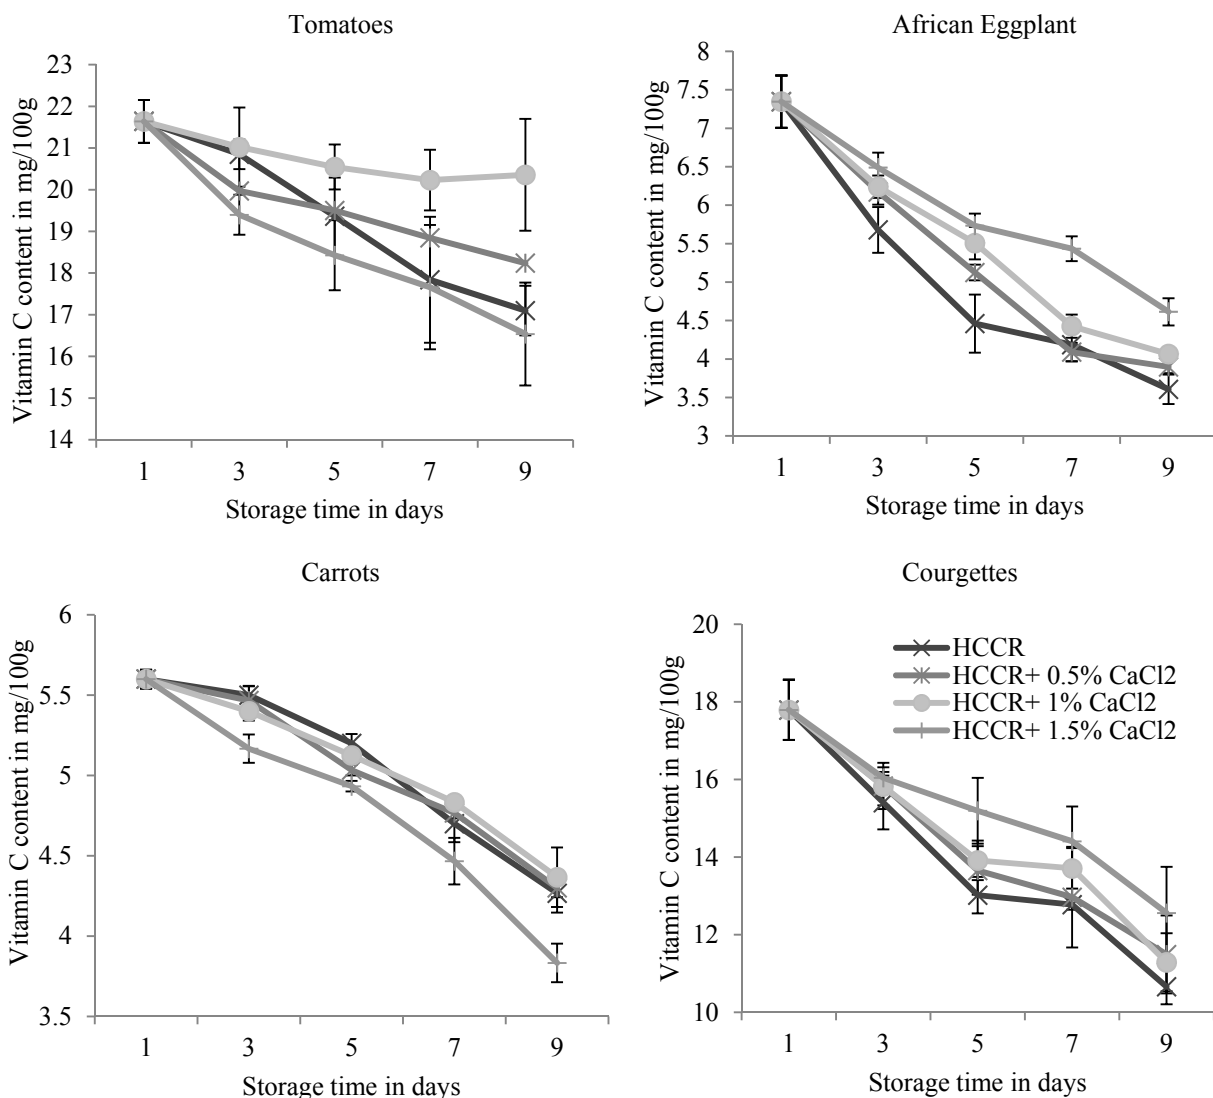 Tomatoes
Vitamin C content in mg/100g
23
22
21
20
19
18
17
16
15
14
1 3 5 7 9
Storage time in days
African Eggplant
Vitamin C content in mg/100g
8
7.5
7
6.5
6
5.5
5
4.5
4
3.5
3
1 3 5 7 9
Storage time in days
Carrots
Vitamin C content in mg/100g
6
5.5
5
4.5
4
3.5
1 3 5 7 9
Storage time in days
Courgettes
Vitamin C content in mg/100g
20
18
16
14
12
10
HCCR
HCCR+ 0.5% CaCl2
HCCR+ 1% CaCl2
HCCR+ 1.5% CaCl2
1 3 5 7 9
Storage time in days